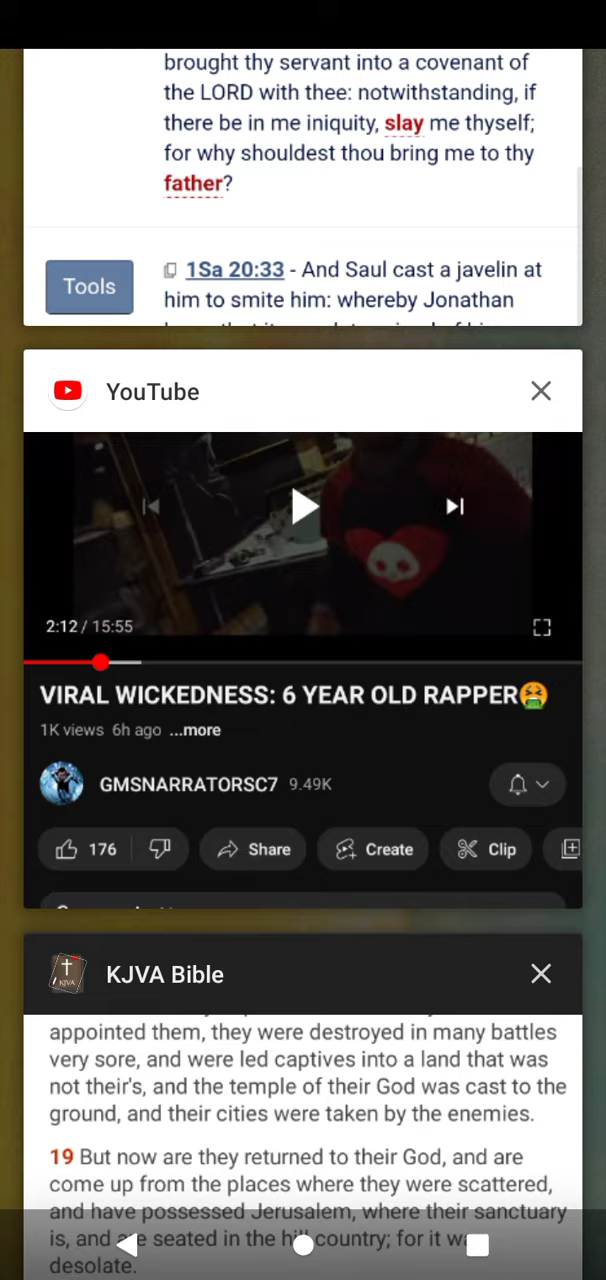 brought thy servant into a covenant of
the LORD with thee: notwithstanding, if
there be in me iniquity, slay me thyself;
for why shouldest thou bring me to thy
father?
Tools
1Sa 20:33 - And Saul cast a javelin at
him to smite him: whereby Jonathan
YouTube
2:12 / 15:55
VIRAL WICKEDNESS: 6 YEAR OLD RAPPER🤮
1K views 6h ago ...more
GMSNARRATORSC7 9.49K
176 Share Create Clip
KJVA
KJVA Bible
appointed them, they were destroyed in many battles
very sore, and were led captives into a land that was
not their's, and the temple of their God was cast to the
ground, and their cities were taken by the enemies.
19 But now are they returned to their God, and are
come up from the places where they were scattered,
and have possessed Jerusalem, where their sanctuary
is, and are seated in the hill country; for it
desolate.